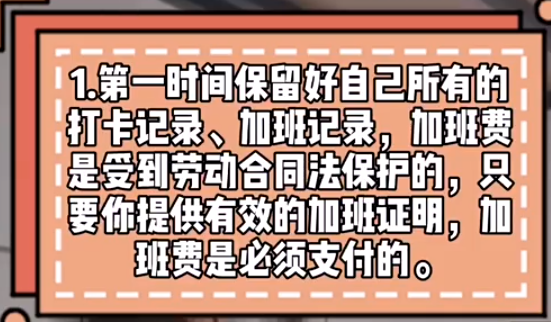 1.第一时间保留好自己所有的
打卡记录、加班记录，加班费
是受到劳动合同法保护的，只
要你提供有效的加班证明，加
班费是必须支付的。